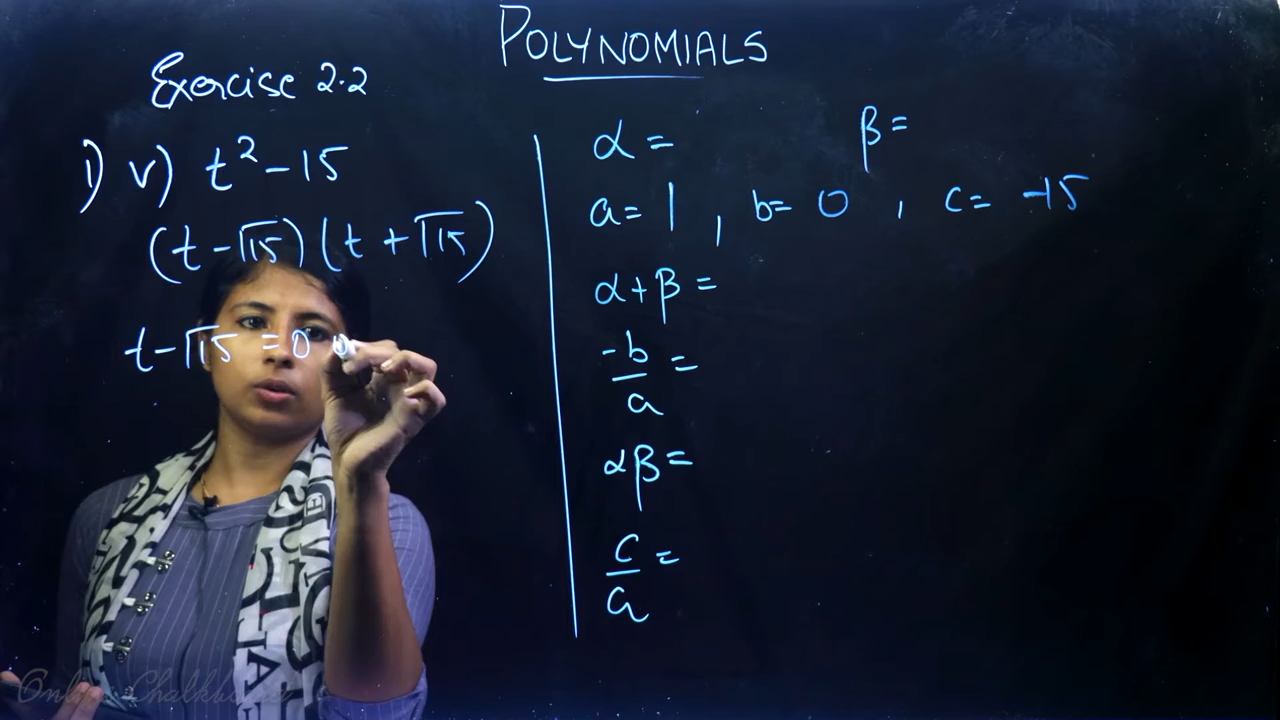 POLYNOMIALS
Exercise 2.2
1) v) t² - 15
(t - √15) (t + √15)
t - √15 = 0
α = β =
a = 1 , b = 0 , c = -15
α + β =
-b/a =
αβ =
c/a =